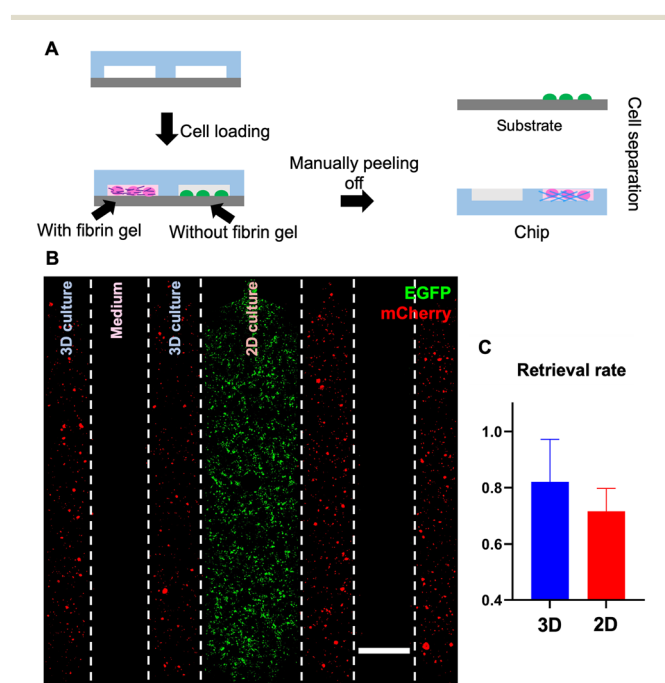 A
Cell loading
With fibrin gel
Without fibrin gel
Manually peeling
off
Substrate
Chip
Cell separation
B
3D culture
Medium
3D culture
2D culture
EGFP
mCherry
C
Retrieval rate
1.0
0.8
0.6
0.4
3D
2D